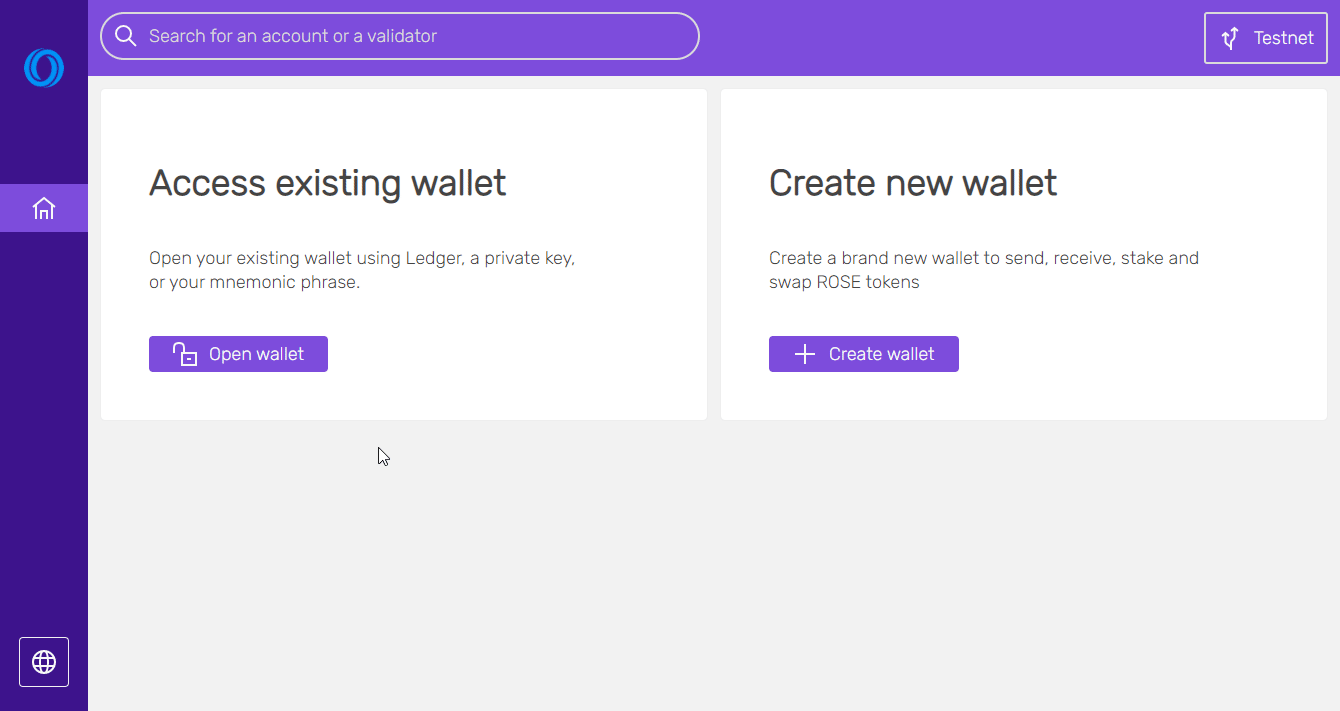 Search for an account or a validator
Testnet
Access existing wallet
Open your existing wallet using Ledger, a private key,
or your mnemonic phrase.
Open wallet
Create new wallet
Create a brand new wallet to send, receive, stake and
swap ROSE tokens
Create wallet